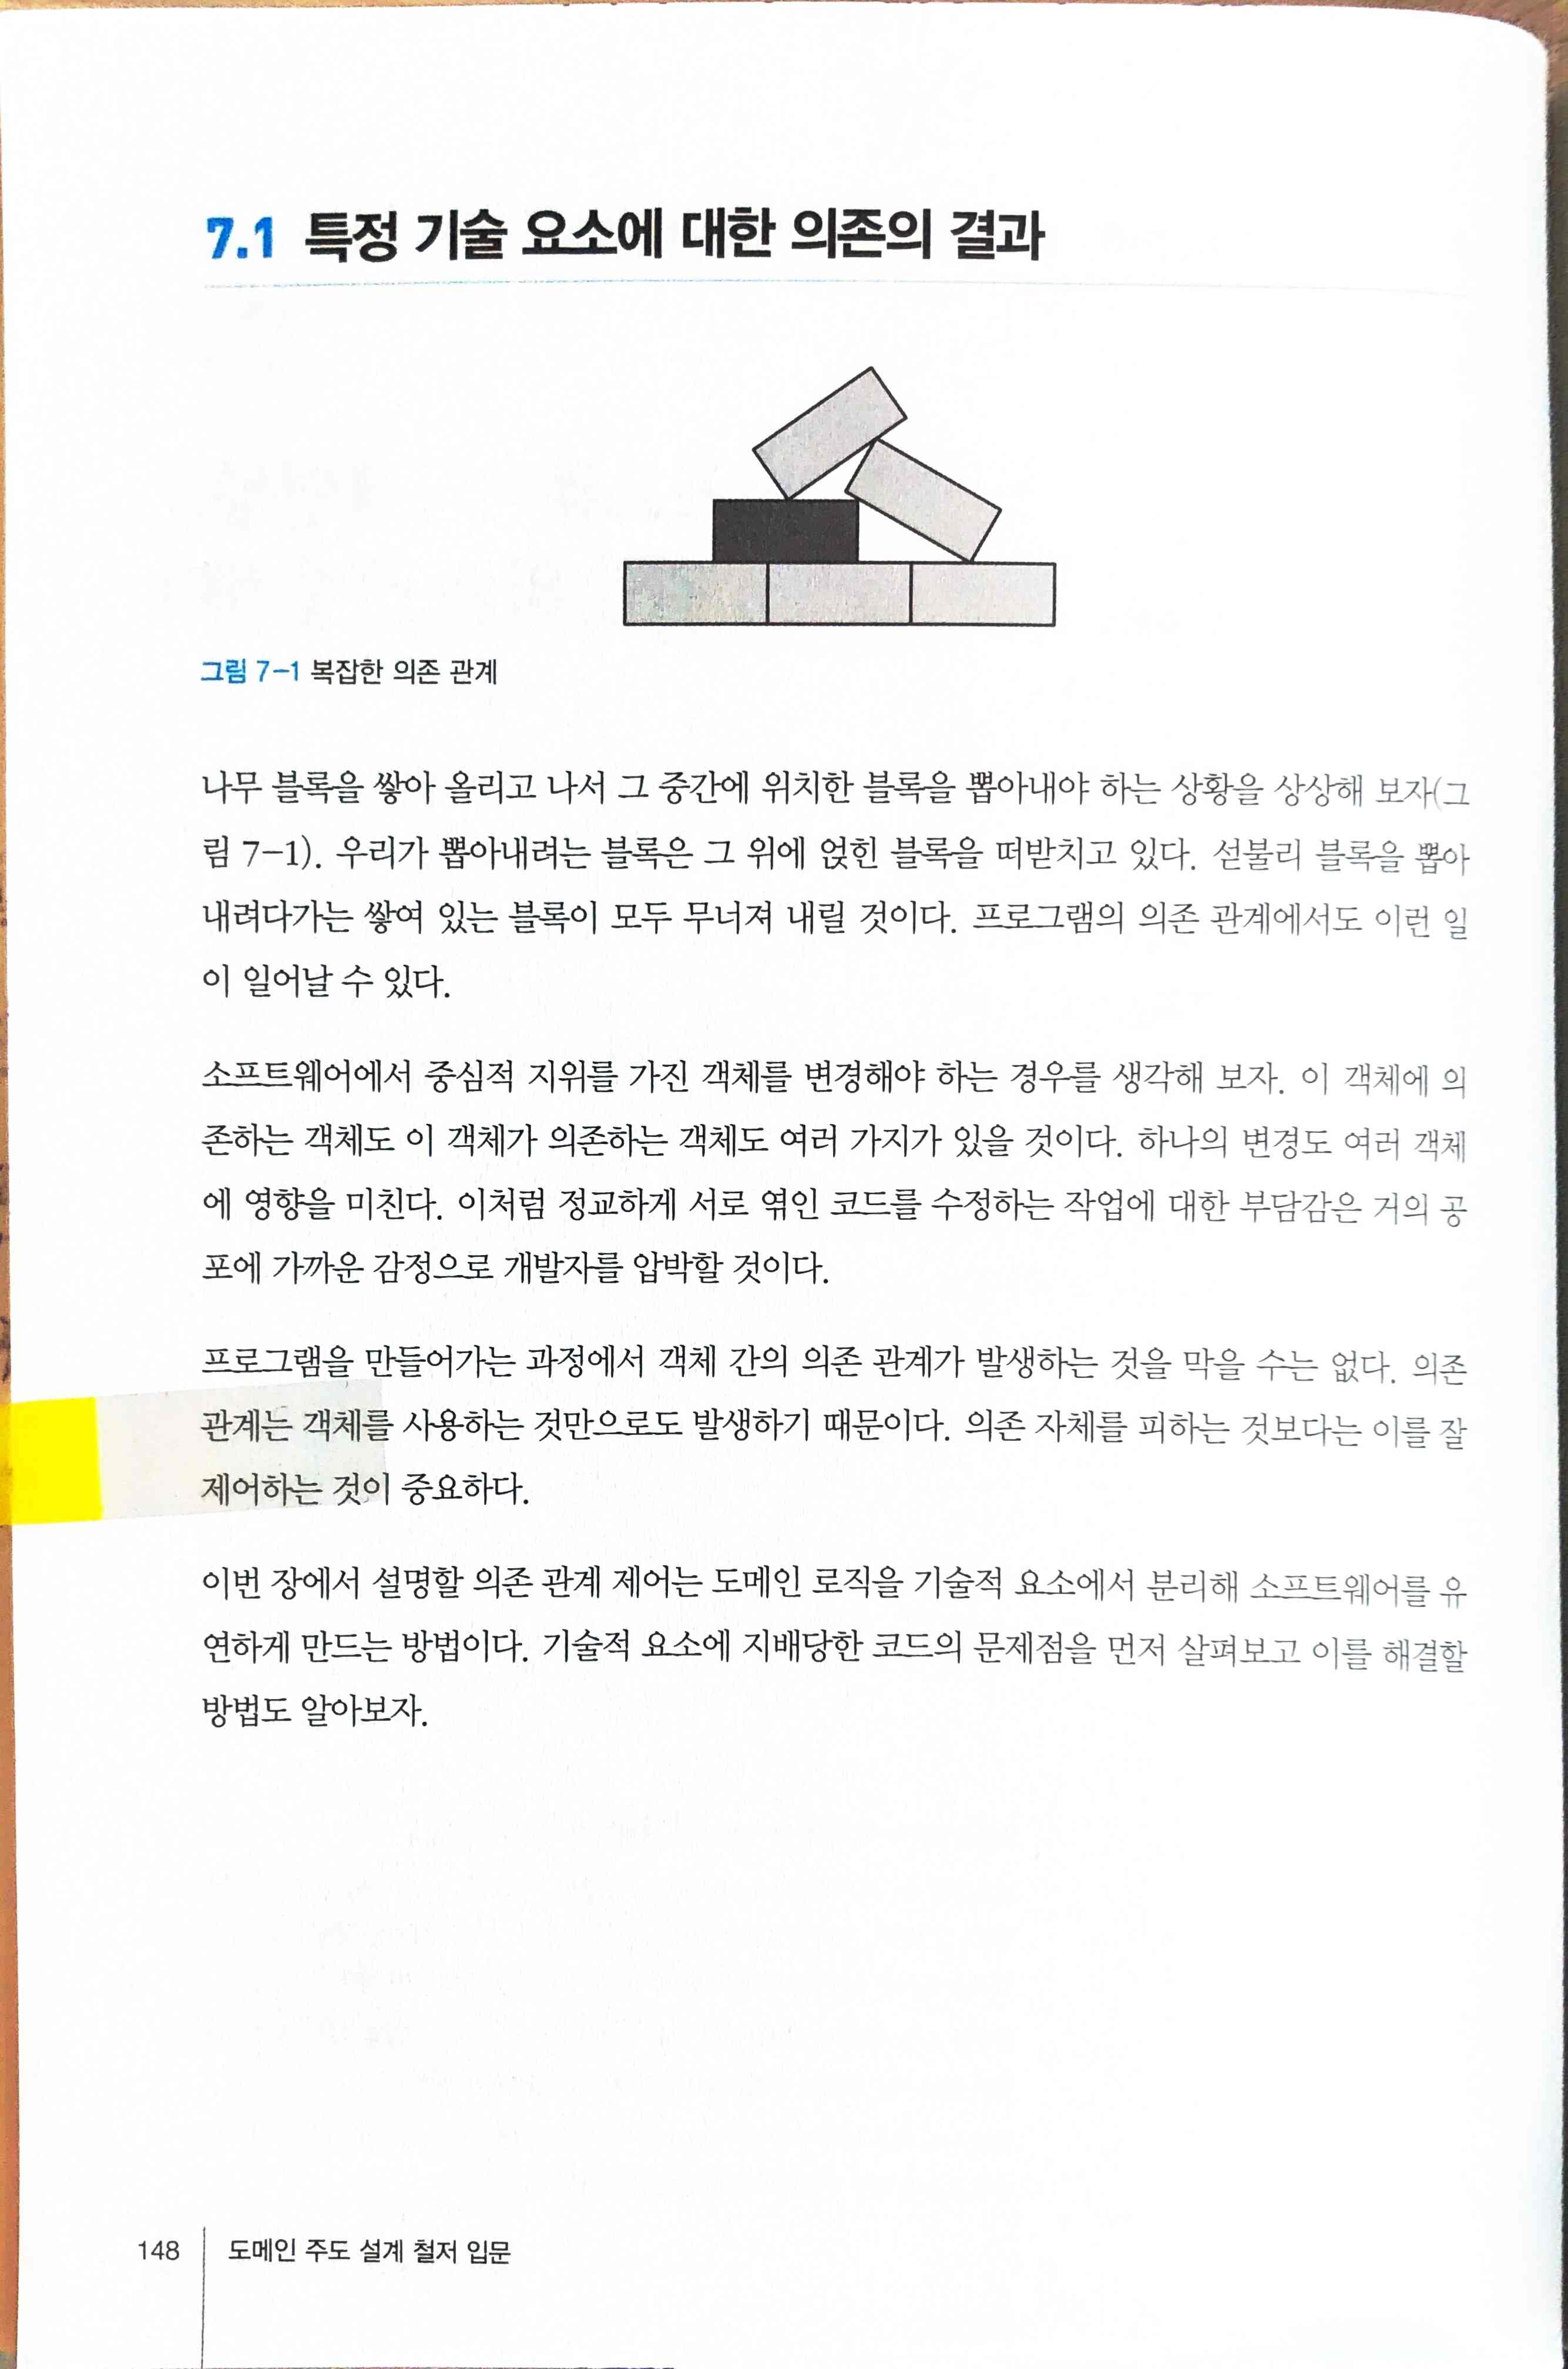 7.1 특정 기술 요소에 대한 의존의 결과
그림 7-1 복잡한 의존 관계
나무 블록을 쌓아 올리고 나서 그 중간에 위치한 블록을 뽑아내야 하는 상황을 상상해 보자(그
림 7-1). 우리가 뽑아내려는 블록은 그 위에 얹힌 블록을 떠받치고 있다. 섣불리 블록을 뽑아
내려다가는 쌓여 있는 블록이 모두 무너져 내릴 것이다. 프로그램의 의존 관계에서도 이런 일
이 일어날 수 있다.
소프트웨어에서 중심적 지위를 가진 객체를 변경해야 하는 경우를 생각해 보자. 이 객체에 의
존하는 객체도 이 객체가 의존하는 객체도 여러 가지가 있을 것이다. 하나의 변경도 여러 객체
에 영향을 미친다. 이처럼 정교하게 서로 엮인 코드를 수정하는 작업에 대한 부담감은 거의 공
포에 가까운 감정으로 개발자를 압박할 것이다.
프로그램을 만들어가는 과정에서 객체 간의 의존 관계가 발생하는 것을 막을 수는 없다. 의존
관계는 객체를 사용하는 것만으로도 발생하기 때문이다. 의존 자체를 피하는 것보다는 이를 잘
제어하는 것이 중요하다.
이번 장에서 설명할 의존 관계 제어는 도메인 로직을 기술적 요소에서 분리해 소프트웨어를 유
연하게 만드는 방법이다. 기술적 요소에 지배당한 코드의 문제점을 먼저 살펴보고 이를 해결할
방법도 알아보자.
148 도메인 주도 설계 철저 입문